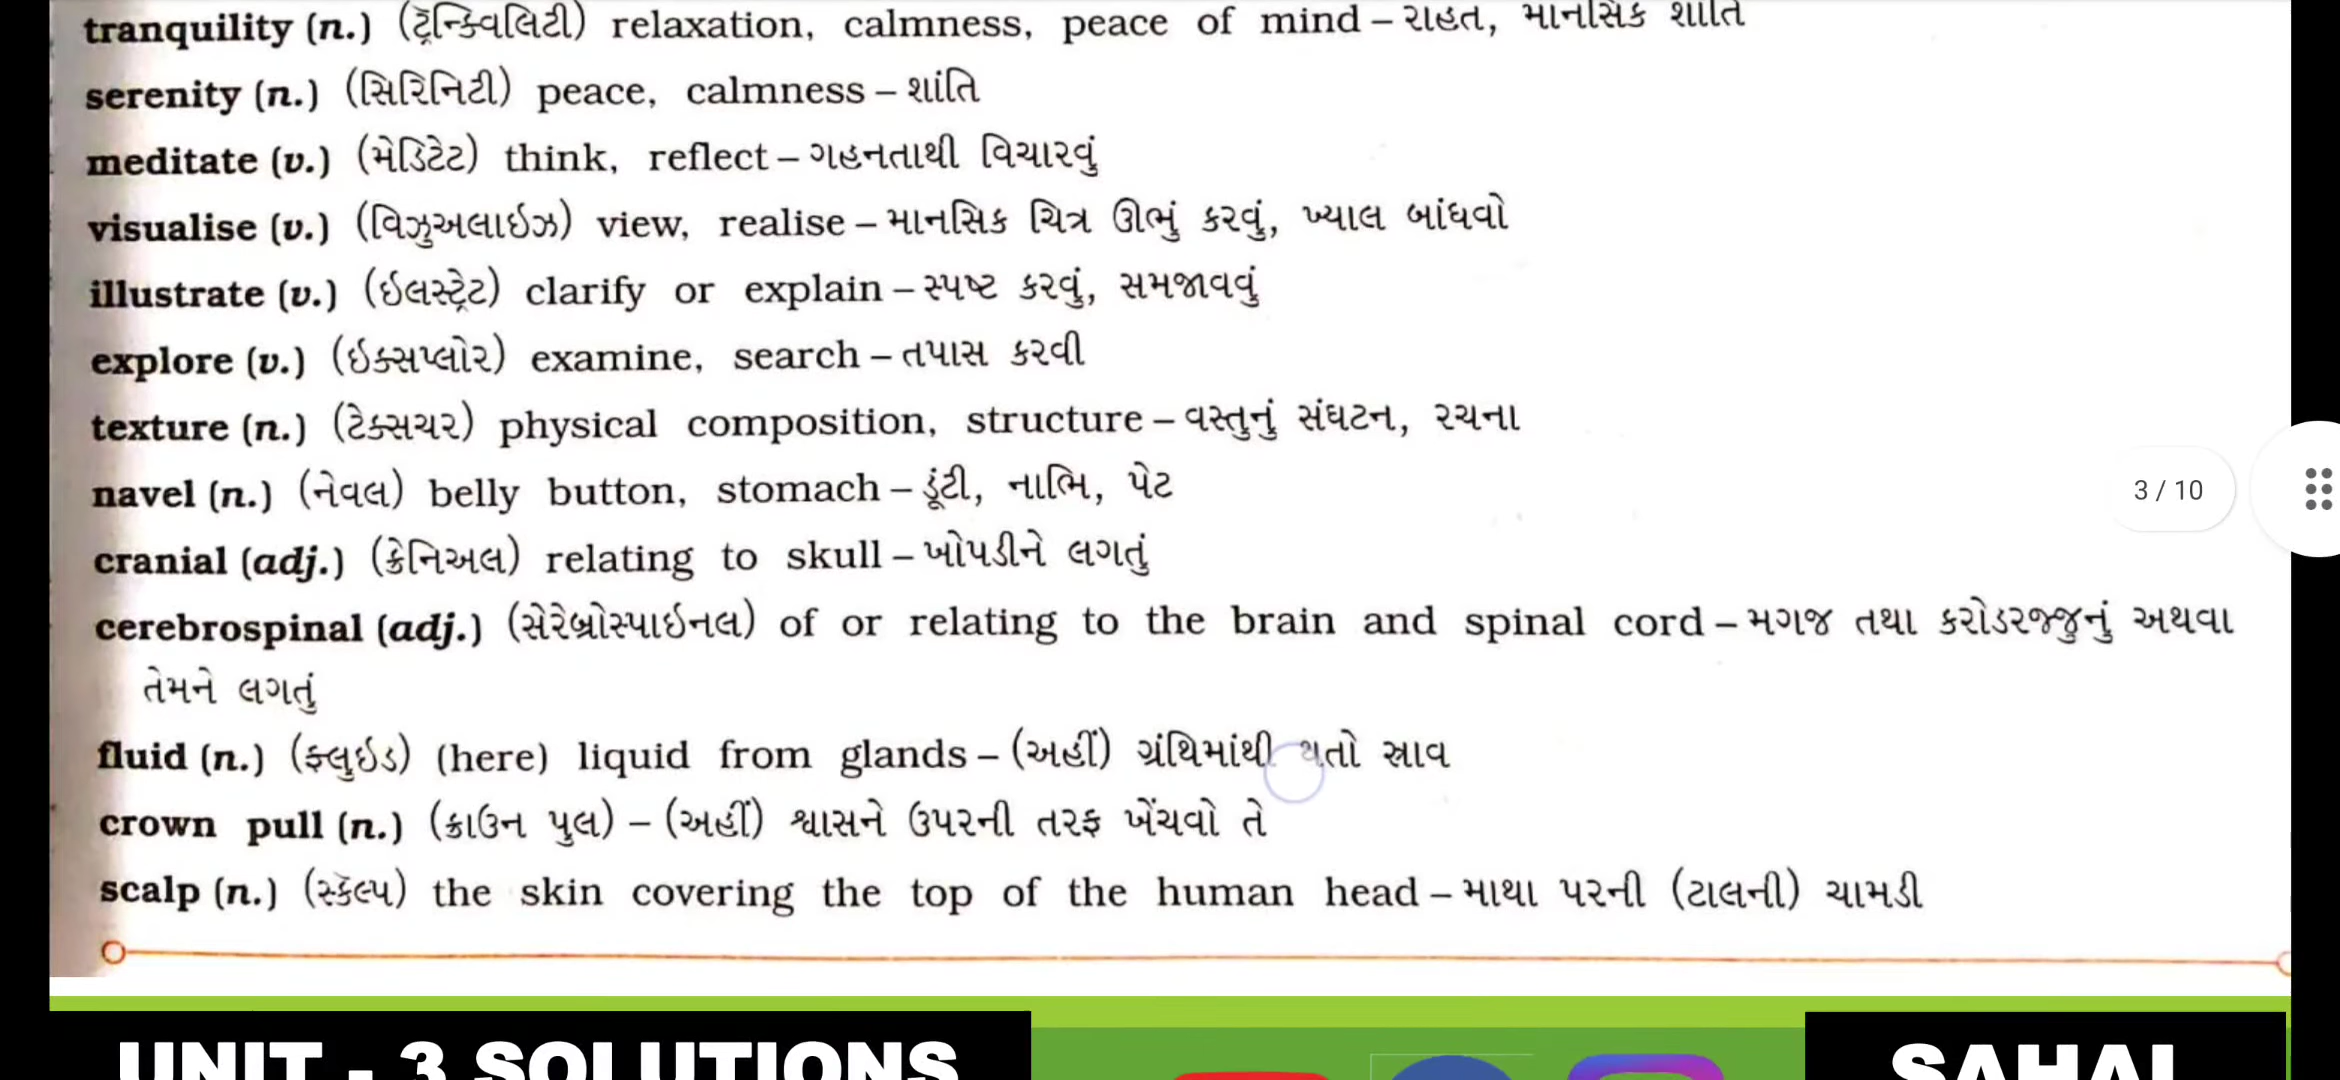 tranquility (n.) (ટ્રૅન્ક્વિલિટી) relaxation, calmness, peace of mind – રાહત, માનસિક શાંતિ
serenity (n.) (સિરિનિટી) peace, calmness – શાંતિ
meditate (v.) (મેડિટેટ) think, reflect – ગહનતાથી વિચારવું
visualise (v.) (વિઝુઅલાઇઝ) view, realise – માનસિક ચિત્ર ઊભું કરવું, ખ્યાલ બાંધવો
illustrate (v.) (ઇલસ્ટ્રેટ) clarify or explain – સ્પષ્ટ કરવું, સમજાવવું
explore (v.) (ઇક્સપ્લોર) examine, search – તપાસ કરવી
texture (n.) (ટેક્સચર) physical composition, structure – વસ્તુનું સંઘટન, રચના
navel (n.) (નેવલ) belly button, stomach – ડૂંટી, નાભિ, પેટ
3 / 10
cranial (adj.) (ક્રેનિઅલ) relating to skull – ખોપડીને લગતું
cerebrospinal (adj.) (સેરેબ્રોસ્પાઇનલ) of or relating to the brain and spinal cord – મગજ તથા કરોડરજ્જુનું અથવા
તેમને લગતું
fluid (n.) (ફ્લુઇડ) (here) liquid from glands – (અહીં) ગ્રંથિમાંથી થતો સ્રાવ
crown pull (n.) (ક્રાઉન પુલ) – (અહીં) શ્વાસને ઉપરની તરફ ખેંચવો તે
scalp (n.) (સ્કૅલ્પ) the skin covering the top of the human head – માથા પરની (ટાલની) ચામડી
UNIT - 3 SOLUTIONS
SAHAJ